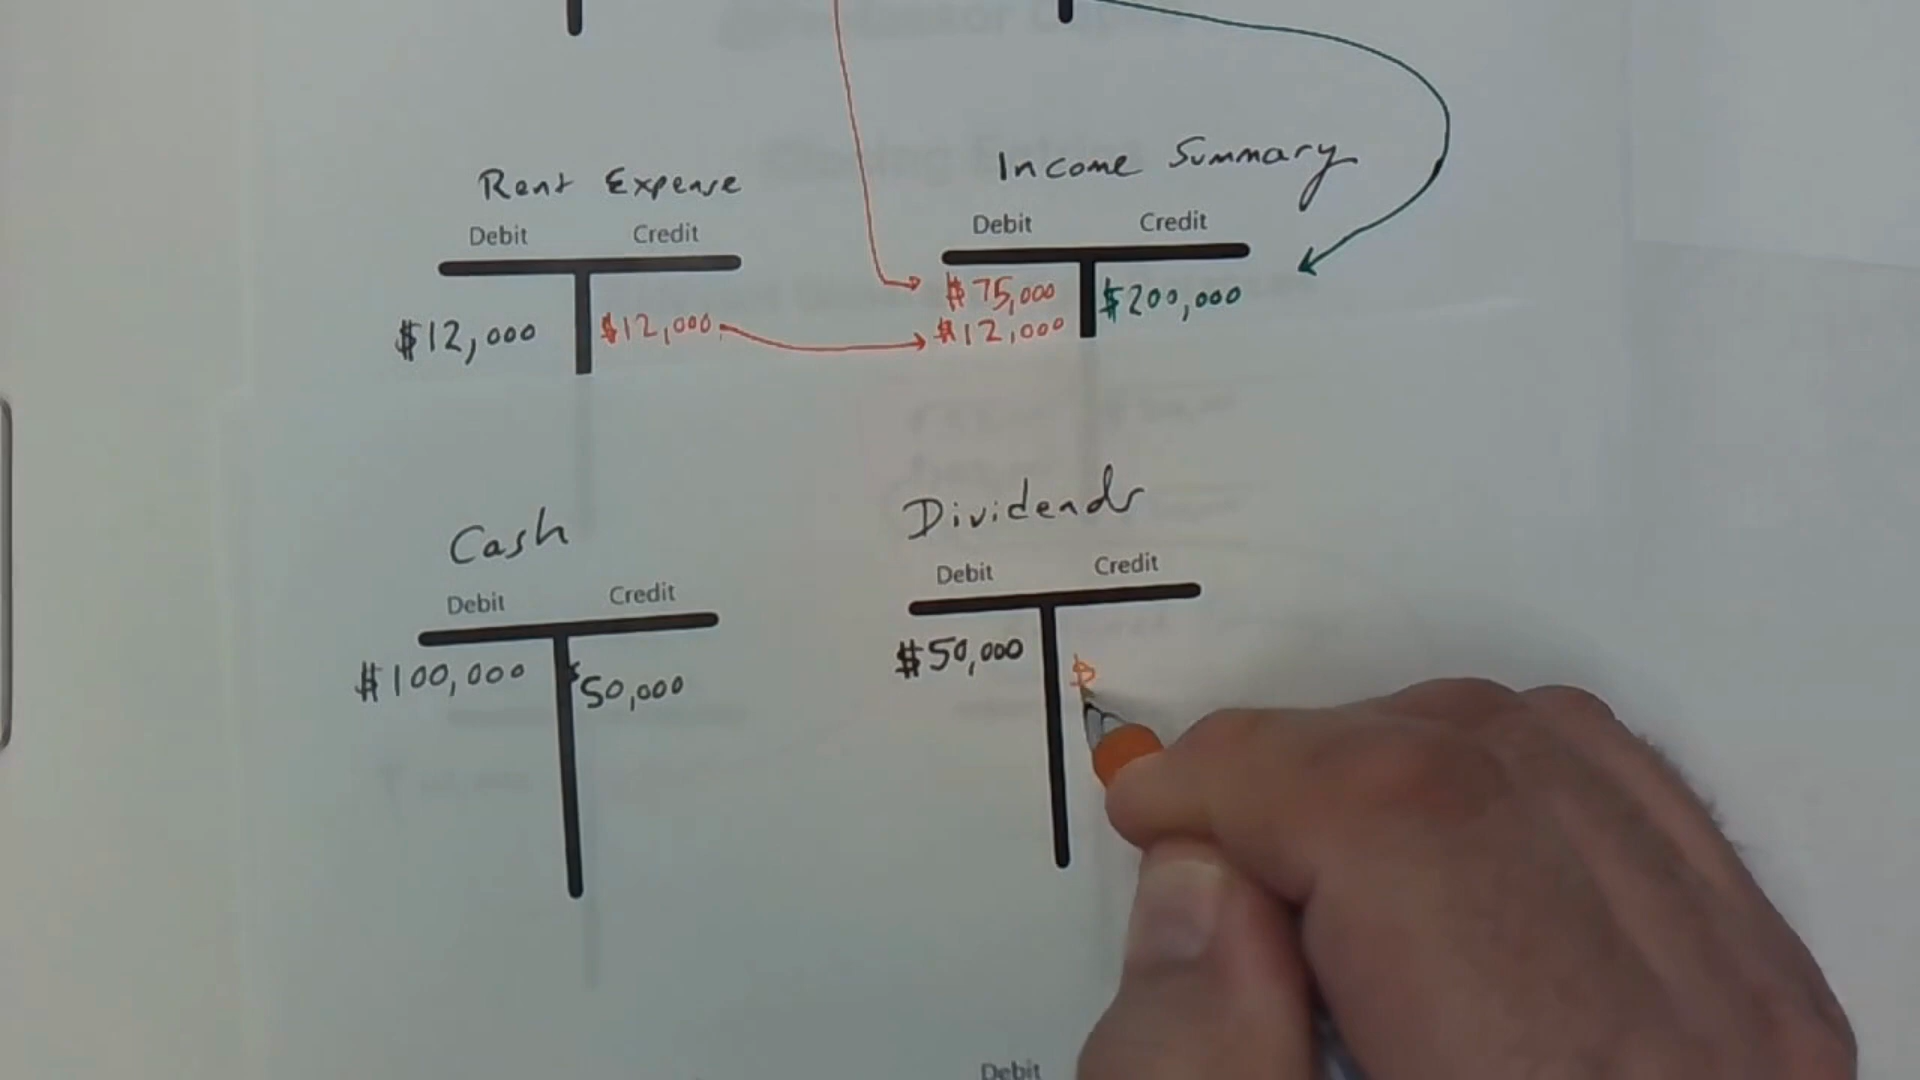 Rent Expense
Debit Credit
$12,000 $12,000
Income Summary
Debit Credit
$75,000 $200,000
$12,000
Cash
Debit Credit
$100,000 $50,000
Dividends
Debit Credit
$50,000 $
Debit